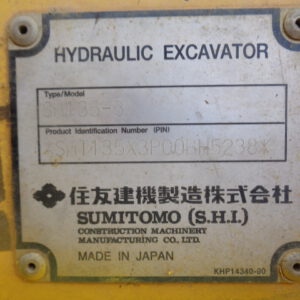 HYDRAULIC EXCAVATOR
Type/Model
Product Identification Number (PIN)
住友建機製造株式会社
SUMITOMO (S.H.I.)
CONSTRUCTION MACHINERY
MANUFACTURING CO., LTD.
MADE IN JAPAN
KHP14340-00